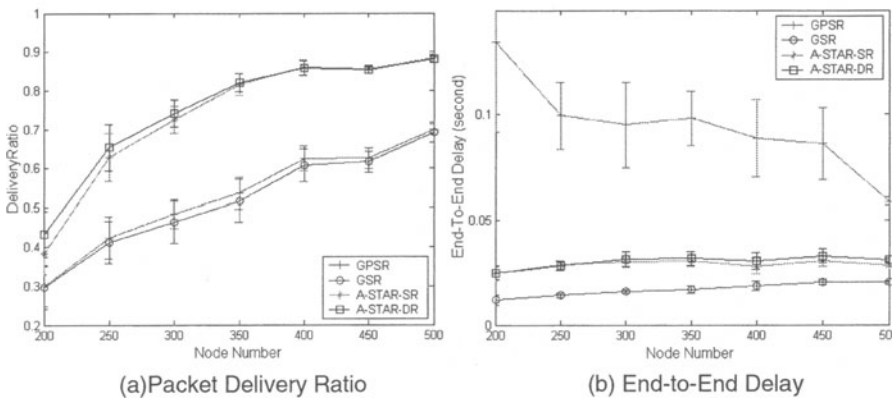 1
0.9
0.8
0.7
0.6
0.5
0.4
0.3
0.2
DeliveryRatio
200 250 300 350 400 450 500
Node Number
GPSR
GSR
A-STAR-SR
A-STAR-DR
(a)Packet Delivery Ratio
0.1
0.05
0
End-To-End Delay (second)
200 250 300 350 400 450 500
Node Number
GPSR
GSR
A-STAR-SR
A-STAR-DR
(b) End-to-End Delay